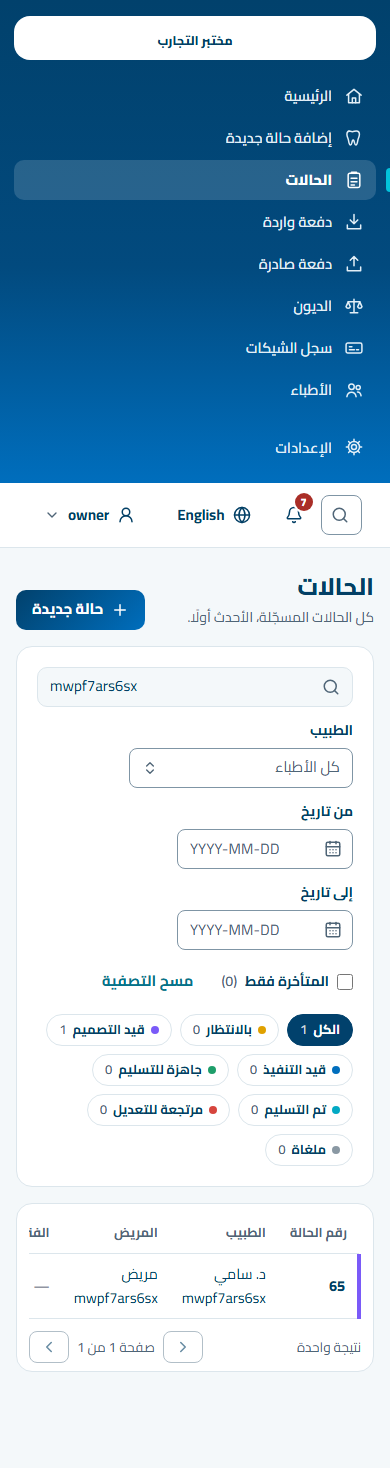 مختبر التجارب
الرئيسية
إضافة حالة جديدة
الحالات
دفعة واردة
دفعة صادرة
الديون
سجل الشيكات
الأطباء
الإعدادات
7
English
owner
الحالات
كل الحالات المسجّلة، الأحدث أولًا.
حالة جديدة
mwpf7ars6sx
الطبيب
كل الأطباء
من تاريخ
YYYY-MM-DD
إلى تاريخ
YYYY-MM-DD
المتأخرة فقط (0) مسح التصفية
الكل 1 بالانتظار 0 قيد التصميم 1
قيد التنفيذ 0 جاهزة للتسليم 0
تم التسليم 0 مرتجعة للتعديل 0
ملغاة 0
رقم الحالة الطبيب المريض
65 د. سامي mwpf7ars6sx مريض mwpf7ars6sx —
نتيجة واحدة صفحة 1 من 1